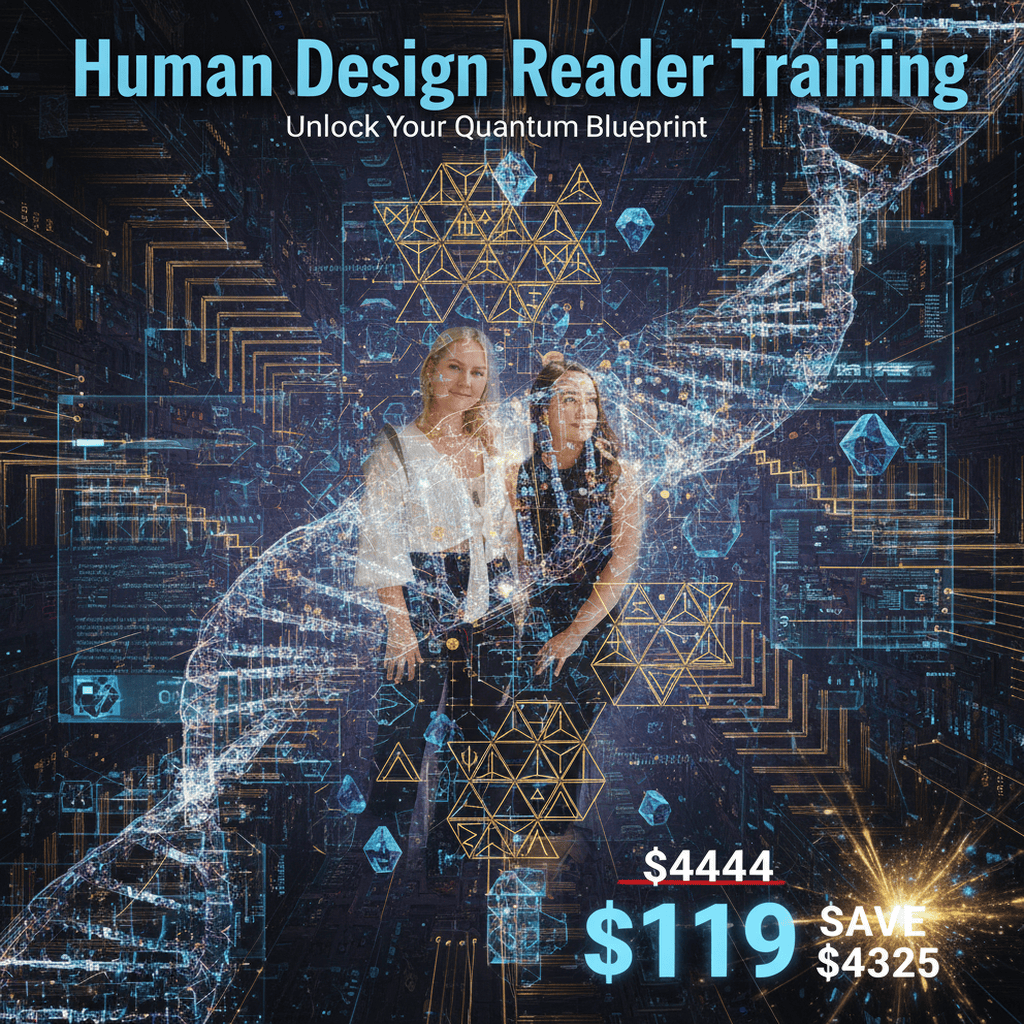 Human Design Reader Training
Unlock Your Quantum Blueprint
$4444
$119
SAVE
$4325